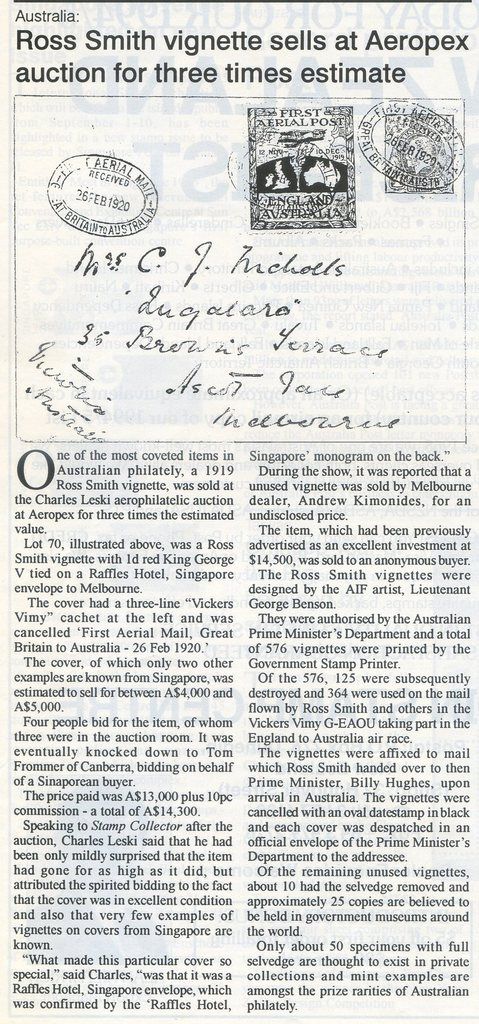 Australia:
Ross Smith vignette sells at Aeropex
auction for three times estimate
FIRST
AERIAL POST
12 NOV 10 DEC
1919
ENGLAND
AUSTRALIA
FIRST AERIAL MAIL
RECEIVED
26 FEB 1920
GT BRITAIN TO AUSTRALIA
AERIAL MAIL
RECEIVED
26 FEB 1920
GT BRITAIN TO AUSTRALIA
Mrs C J Nicholls
36 Browns Terrace
Ascot Vale
Melbourne
Victoria
Australia
One of the most coveted items in
Australian philately, a 1919
Ross Smith vignette, was sold at
the Charles Leski aerophilatelic auction
at Aeropex for three times the estimated
value.
Lot 70, illustrated above, was a Ross
Smith vignette with 1d red King George
V tied on a Raffles Hotel, Singapore
envelope to Melbourne.
The cover had a three-line “Vickers
Vimy” cachet at the left and was
cancelled ‘First Aerial Mail, Great
Britain to Australia - 26 Feb 1920.’
The cover, of which only two other
examples are known from Singapore, was
estimated to sell for between A$4,000 and
A$5,000.
Four people bid for the item, of whom
three were in the auction room. It was
eventually knocked down to Tom
Frommer of Canberra, bidding on behalf
of a Sinaporean buyer.
The price paid was A$13,000 plus 10pc
commission - a total of A$14,300.
Speaking to Stamp Collector after the
auction, Charles Leski said that he had
been only mildly surprised that the item
had gone for as high as it did, but
attributed the spirited bidding to the fact
that the cover was in excellent condition
and also that very few examples of
vignettes on covers from Singapore are
known.
“What made this particular cover so
special,” said Charles, “was that it was a
Raffles Hotel, Singapore envelope, which
was confirmed by the ‘Raffles Hotel,
Singapore’ monogram on the back.”
During the show, it was reported that a
unused vignette was sold by Melbourne
dealer, Andrew Kimonides, for an
undisclosed price.
The item, which had been previously
advertised as an excellent investment at
$14,500, was sold to an anonymous buyer.
The Ross Smith vignettes were
designed by the AIF artist, Lieutenant
George Benson.
They were authorised by the Australian
Prime Minister’s Department and a total
of 576 vignettes were printed by the
Government Stamp Printer.
Of the 576, 125 were subsequently
destroyed and 364 were used on the mail
flown by Ross Smith and others in the
Vickers Vimy G-EAOU taking part in the
England to Australia air race.
The vignettes were affixed to mail
which Ross Smith handed over to then
Prime Minister, Billy Hughes, upon
arrival in Australia. The vignettes were
cancelled with an oval datestamp in black
and each cover was despatched in an
official envelope of the Prime Minister’s
Department to the addressee.
Of the remaining unused vignettes,
about 10 had the selvedge removed and
approximately 25 copies are believed to
be held in government museums around
the world.
Only about 50 specimens with full
selvedge are thought to exist in private
collections and mint examples are
amongst the prize rarities of Australian
philately.